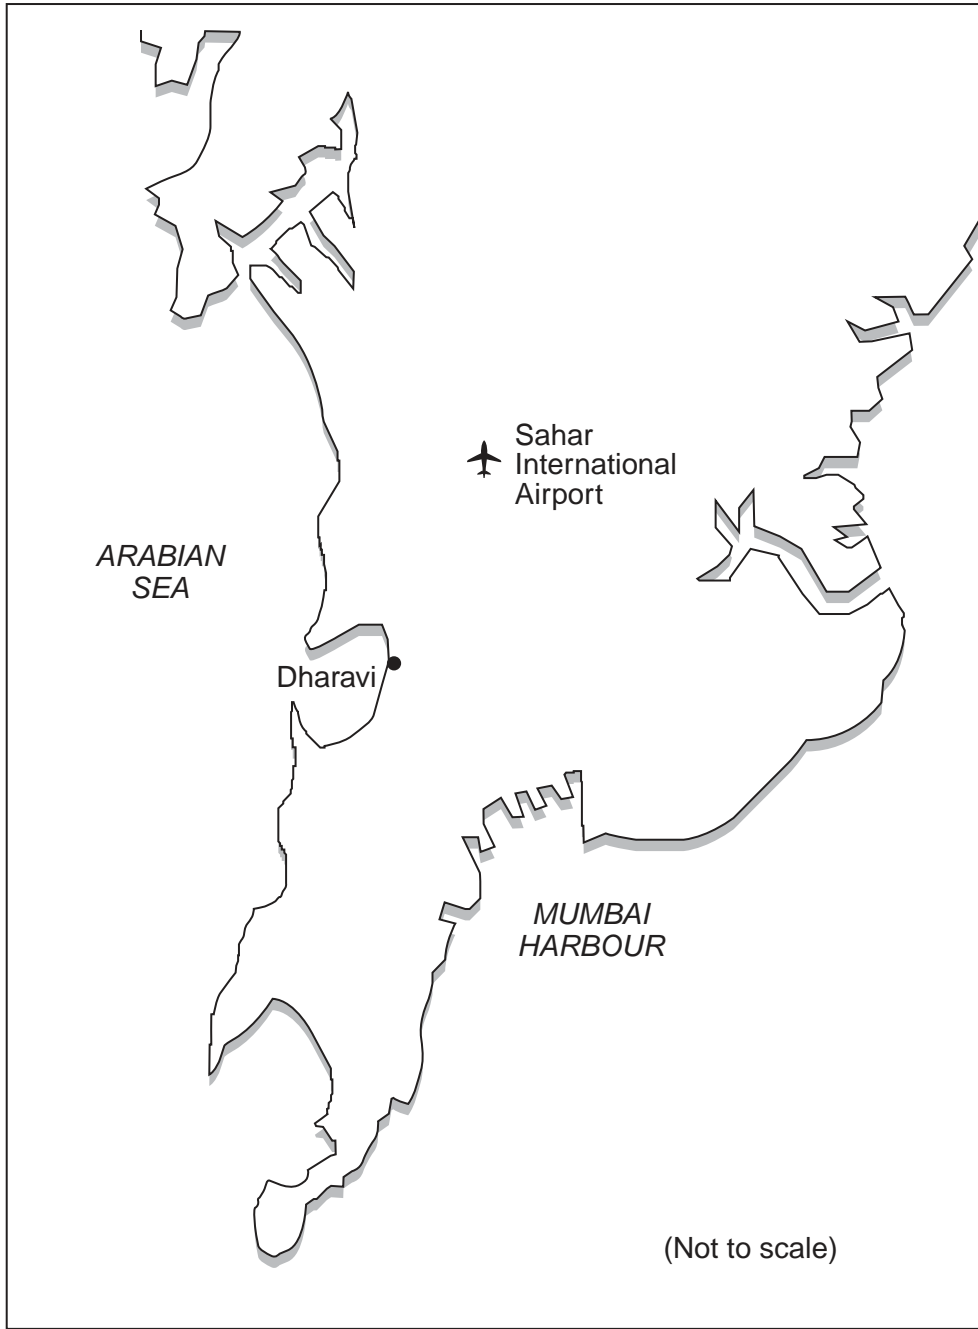 Sahar
International
Airport
ARABIAN
SEA
Dharavi
MUMBAI
HARBOUR
(Not to scale)